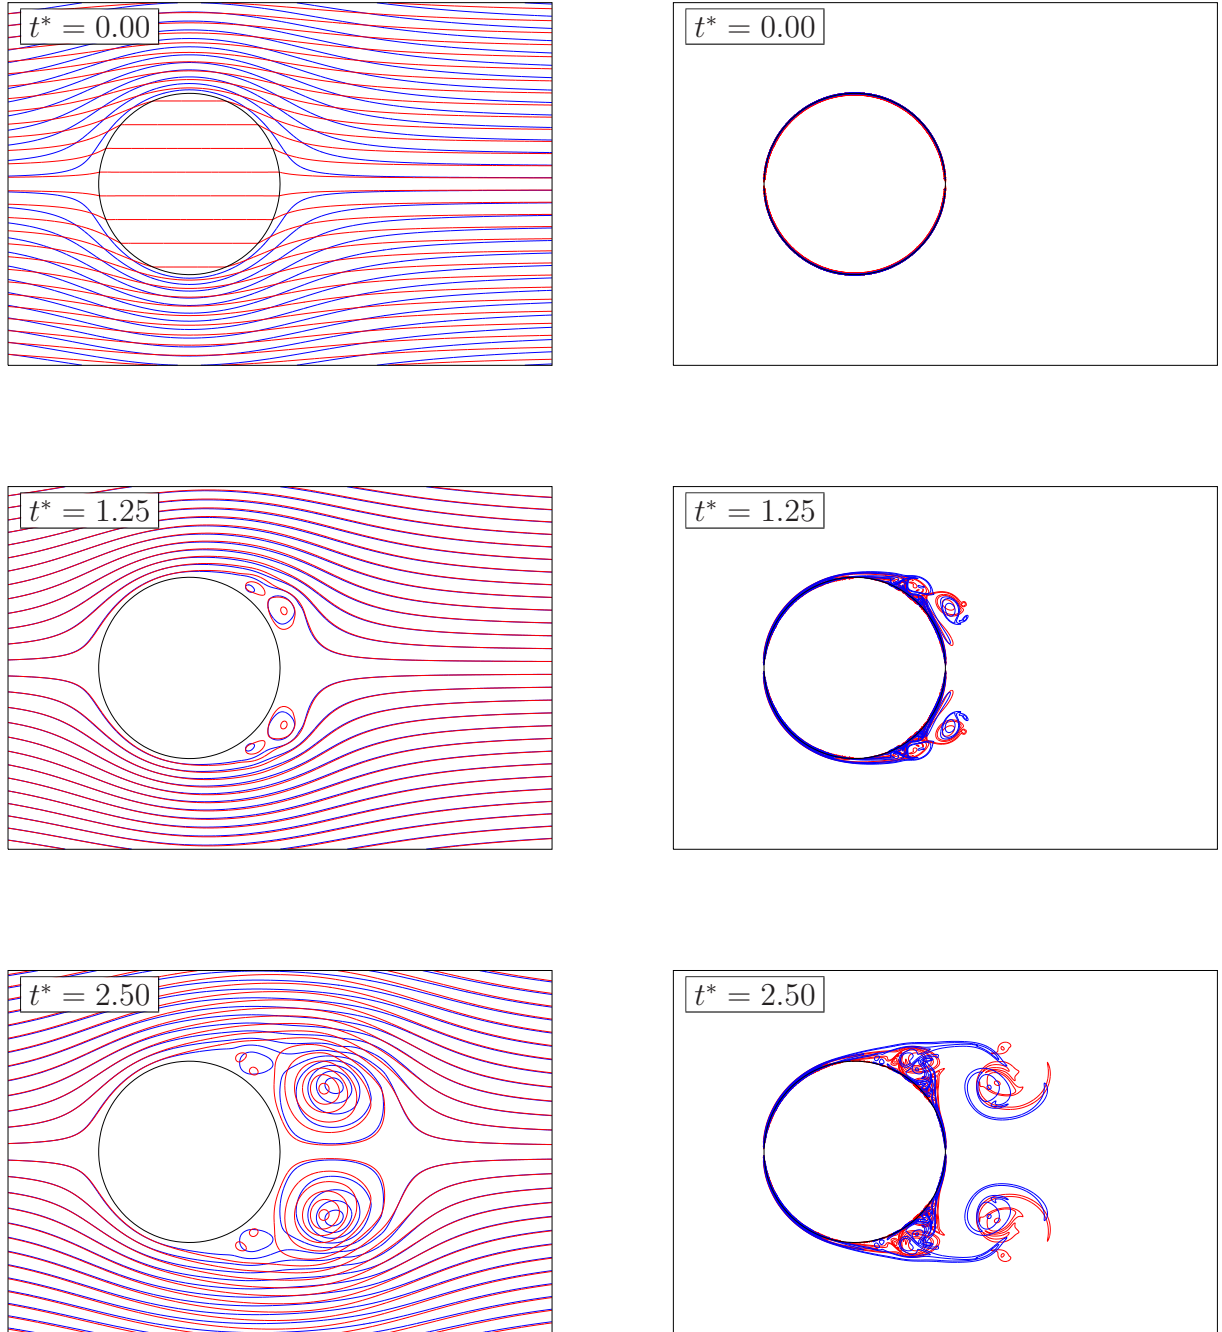 t* = 0.00
t* = 0.00
t* = 1.25
t* = 1.25
t* = 2.50
t* = 2.50